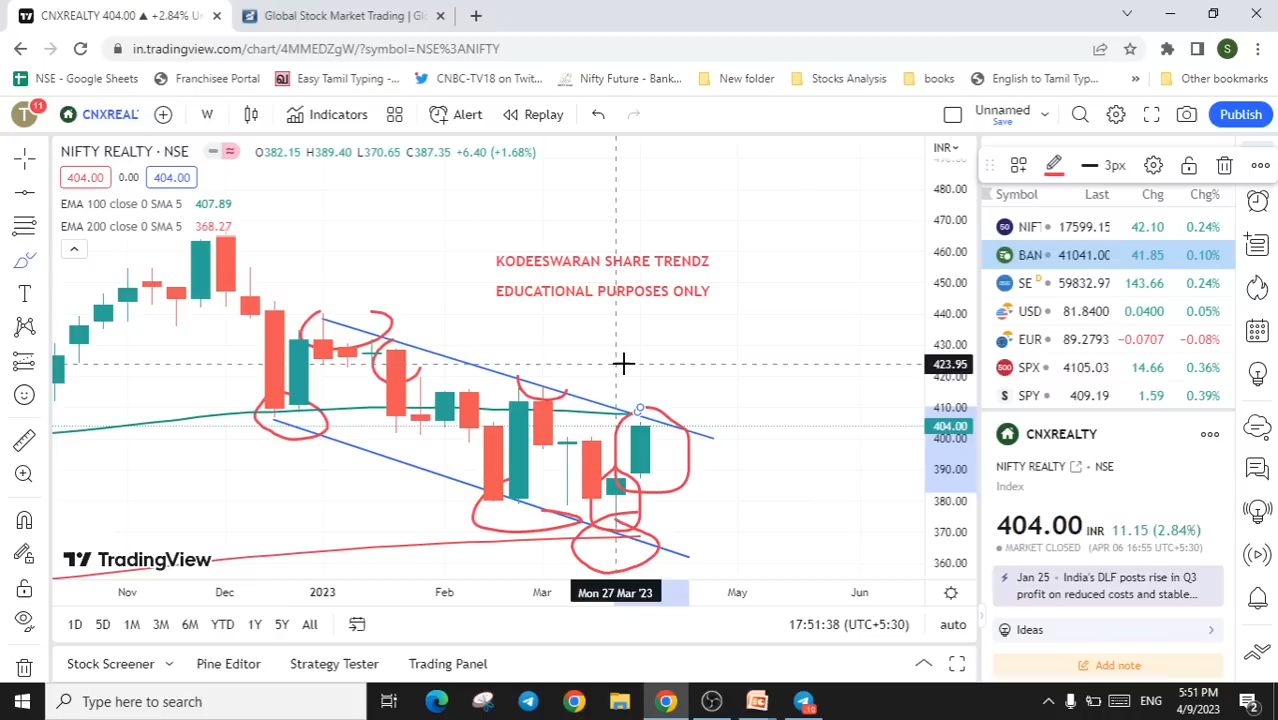 CNXREALTY 404.00 ▲ +2.84% Un
Global Stock Market Trading | Glo
in.tradingview.com/chart/4MMEDZgW/?symbol=NSE%3ANIFTY
S
NSE - Google Sheets
Franchisee Portal
Easy Tamil Typing -...
CNBC-TV18 on Twit...
Nifty Future - Bank...
New folder
Stocks Analysis
books
English to Tamil Typ...
»
Other bookmarks
T
11
CNXREAL
W
Indicators
Alert
Replay
Unnamed
Save
Publish
NIFTY REALTY · NSE
O382.15 H389.40 L370.65 C387.35 +6.40 (+1.68%)
404.00 0.00 404.00
EMA 100 close 0 SMA 5 407.89
EMA 200 close 0 SMA 5 368.27
KODEESWARAN SHARE TRENDZ
EDUCATIONAL PURPOSES ONLY
INR
480.00
470.00
460.00
450.00
440.00
430.00
423.95
420.00
410.00
404.00
400.00
390.00
380.00
370.00
360.00
TradingView
Nov Dec 2023 Feb Mar Mon 27 Mar '23 May Jun
1D 5D 1M 3M 6M YTD 1Y 5Y All
17:51:38 (UTC+5:30)
auto
Stock Screener
Pine Editor
Strategy Tester
Trading Panel
3px
Symbol Last Chg Chg%
50 NIFT 17599.15 42.10 0.24%
BAN 41041.00 41.85 0.10%
SE D 59832.97 143.66 0.24%
USD 81.8400 0.0400 0.05%
EUR 89.2793 -0.0707 -0.08%
500 SPX 4105.03 14.66 0.36%
SPY 409.19 1.59 0.39%
CNXREALTY
NIFTY REALTY · NSE
Index
404.00 INR 11.15 (2.84%)
MARKET CLOSED (APR 06 16:55 UTC+5:30)
Jan 25 · India's DLF posts rise in Q3
profit on reduced costs and stable...
Ideas
Add note
Type here to search
ENG
5:51 PM
4/9/2023
2